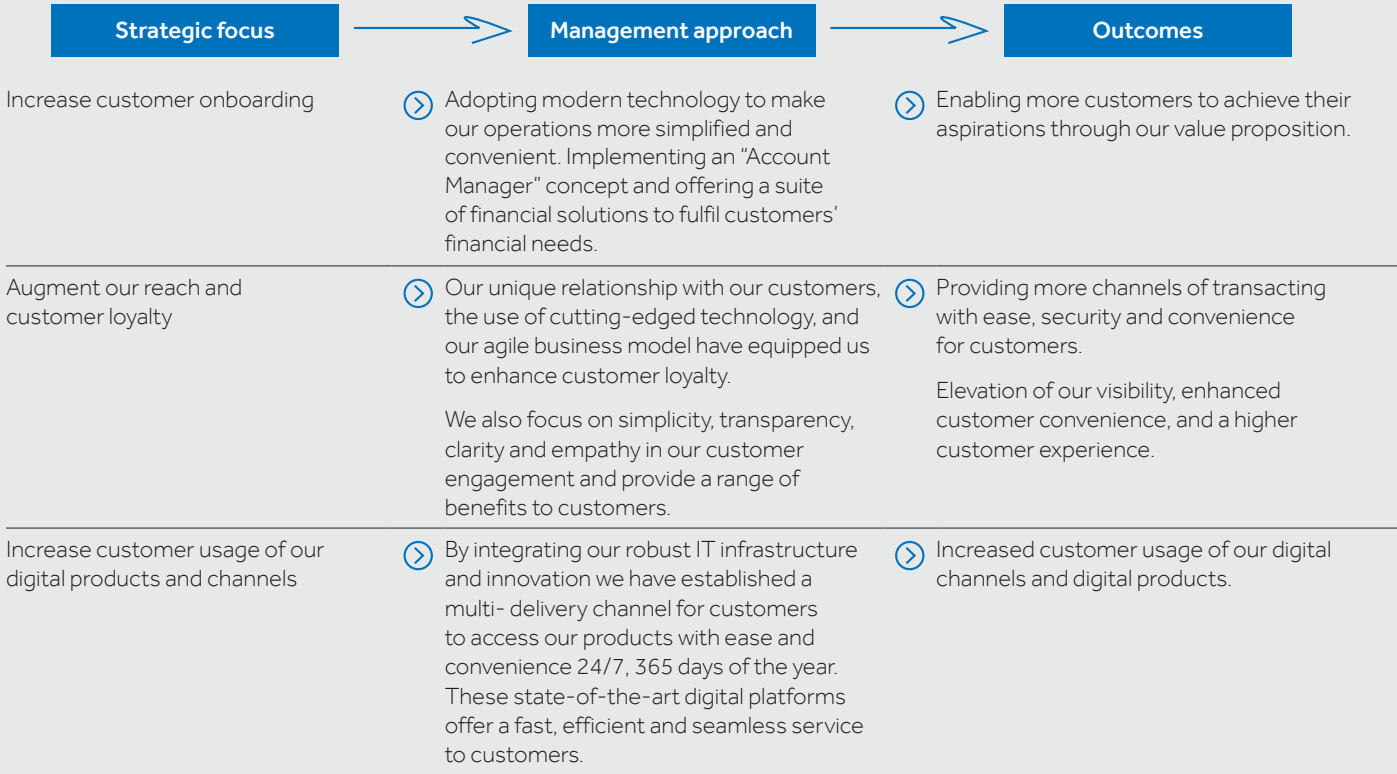 Strategic focus
Management approach
Outcomes
Increase customer onboarding
Adopting modern technology to make
our operations more simplified and
convenient. Implementing an “Account
Manager” concept and offering a suite
of financial solutions to fulfil customers’
financial needs.
Enabling more customers to achieve their
aspirations through our value proposition.
Augment our reach and
customer loyalty
Our unique relationship with our customers,
the use of cutting-edged technology, and
our agile business model have equipped us
to enhance customer loyalty.
We also focus on simplicity, transparency,
clarity and empathy in our customer
engagement and provide a range of
benefits to customers.
Providing more channels of transacting
with ease, security and convenience
for customers.
Elevation of our visibility, enhanced
customer convenience, and a higher
customer experience.
Increase customer usage of our
digital products and channels
By integrating our robust IT infrastructure
and innovation we have established a
multi- delivery channel for customers
to access our products with ease and
convenience 24/7, 365 days of the year.
These state-of-the-art digital platforms
offer a fast, efficient and seamless service
to customers.
Increased customer usage of our digital
channels and digital products.